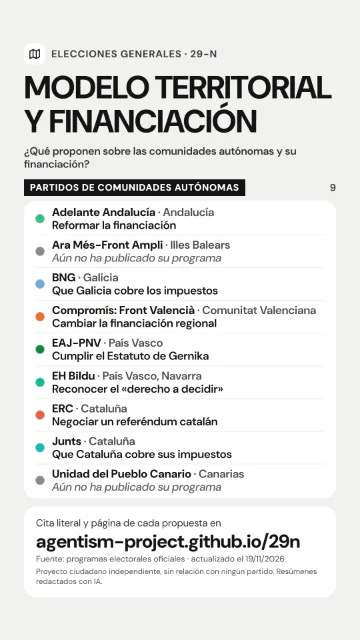 ELECCIONES GENERALES · 29-N
MODELO TERRITORIAL
Y FINANCIACIÓN
¿Qué proponen sobre las comunidades autónomas y su
financiación?
PARTIDOS DE COMUNIDADES AUTÓNOMAS 9
Adelante Andalucía · Andalucía
Reformar la financiación
Ara Més-Front Ampli · Illes Balears
Aún no ha publicado su programa
BNG · Galicia
Que Galicia cobre los impuestos
Compromís: Front Valencià · Comunitat Valenciana
Cambiar la financiación regional
EAJ-PNV · País Vasco
Cumplir el Estatuto de Gernika
EH Bildu · País Vasco, Navarra
Reconocer el «derecho a decidir»
ERC · Cataluña
Negociar un referéndum catalán
Junts · Cataluña
Que Cataluña cobre sus impuestos
Unidad del Pueblo Canario · Canarias
Aún no ha publicado su programa
Cita literal y página de cada propuesta en
agentism-project.github.io/29n
Fuente: programas electorales oficiales · actualizado el 19/11/2026
Proyecto ciudadano independiente, sin relación con ningún partido. Resúmenes
redactados con IA.